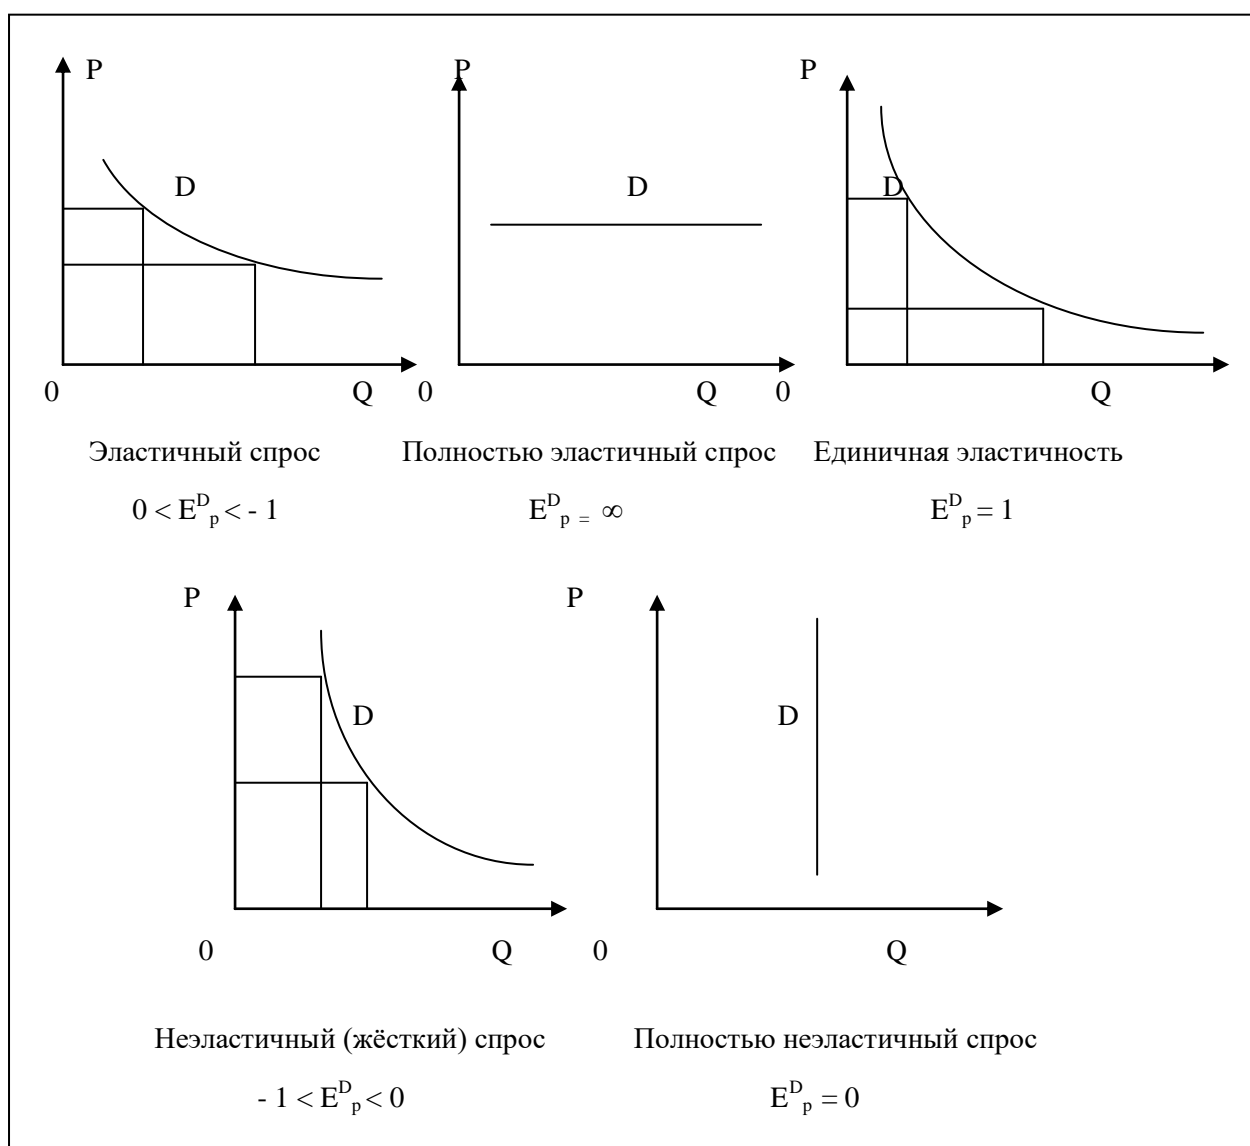 P
P
P
D
D
D
0 Q 0 Q 0 Q
Эластичный спрос Полностью эластичный спрос Единичная эластичность
0 < E^D_p < - 1 E^D_p = ∞ E^D_p = 1
P P
D D
0 Q 0 Q
Неэластичный (жёсткий) спрос Полностью неэластичный спрос
- 1 < E^D_p < 0 E^D_p = 0